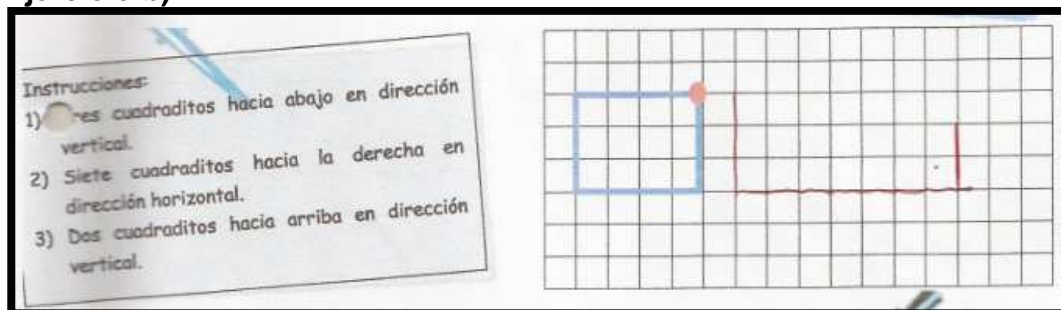 Instrucciones:
1) res cuadraditos hacia abajo en dirección
vertical.
2) Siete cuadraditos hacia la derecha en
dirección horizontal.
3) Dos cuadraditos hacia arriba en dirección
vertical.